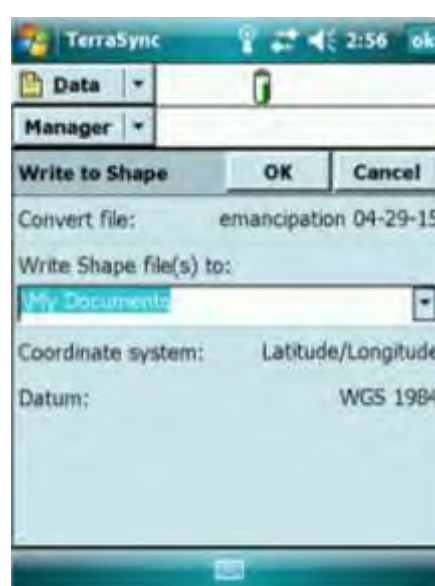 TerraSync 2:56 ok
Data
Manager
Write to Shape OK Cancel
Convert file: emancipation 04-29-15
Write Shape file(s) to:
\My Documents
Coordinate system: Latitude/Longitude
Datum: WGS 1984